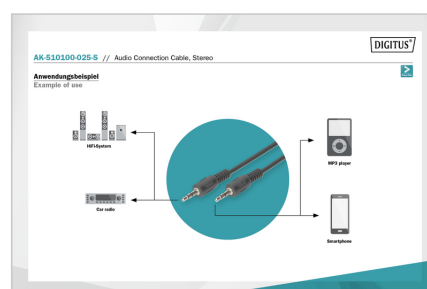 DIGITUS®
AK-510100-025-S // Audio Connection Cable, Stereo
Anwendungsbeispiel
Example of use
HiFi-System
MP3 player
Car radio
Smartphone